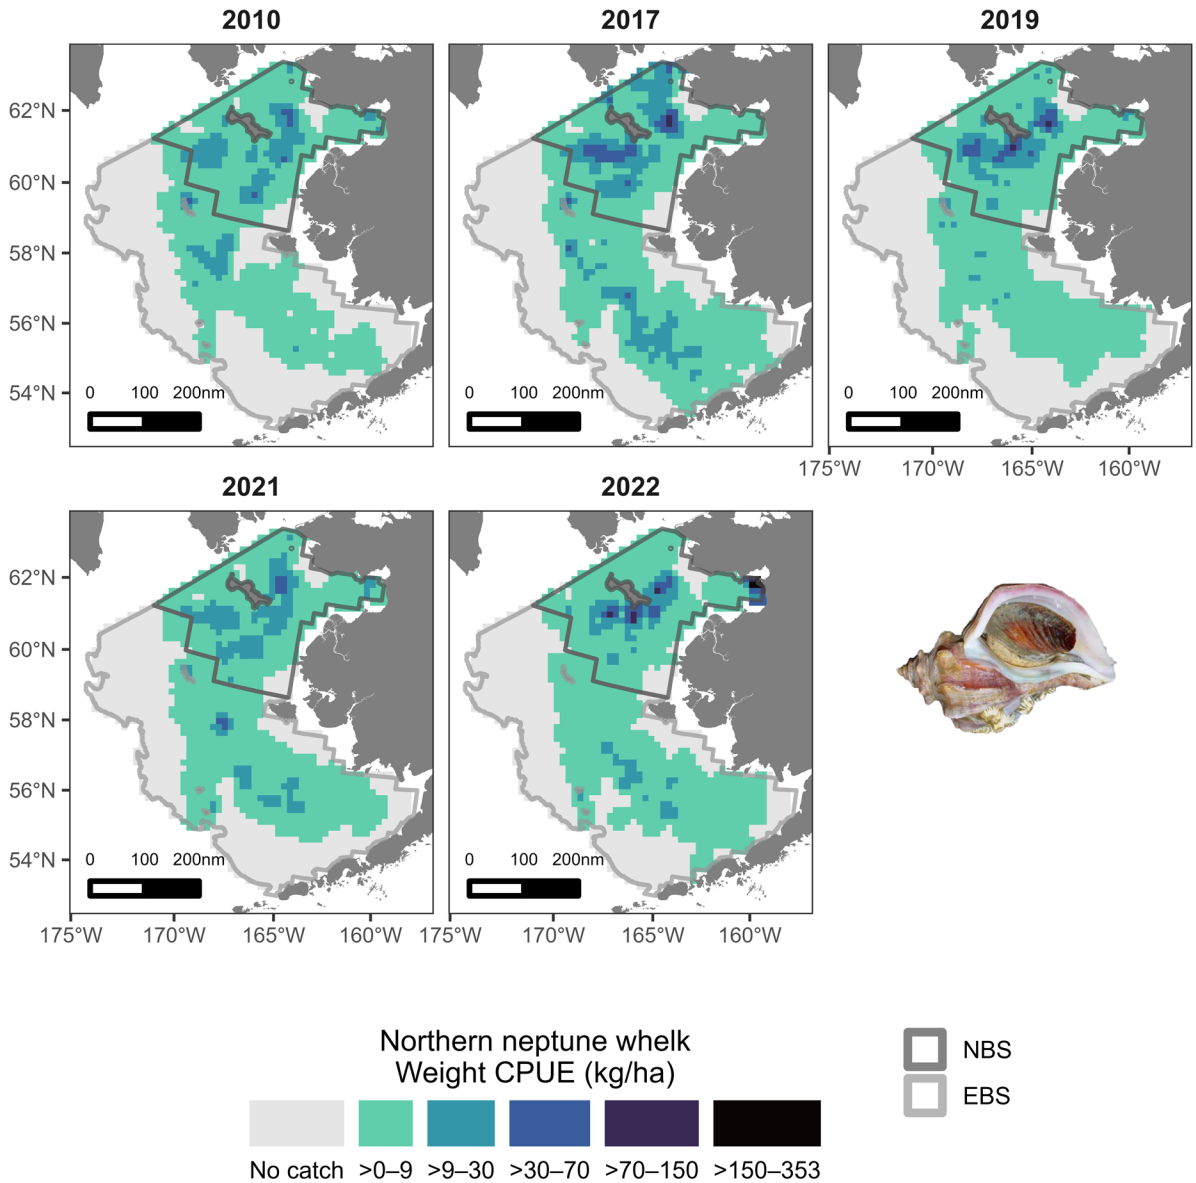 2010
2017
2019
62°N
60°N
58°N
56°N
54°N
0 100 200nm
0 100 200nm
0 100 200nm
175°W 170°W 165°W 160°W
2021
2022
62°N
60°N
58°N
56°N
54°N
0 100 200nm
0 100 200nm
175°W 170°W 165°W 160°W 175°W 170°W 165°W 160°W
Northern neptune whelk
Weight CPUE (kg/ha)
No catch >0–9 >9–30 >30–70 >70–150 >150–353
NBS
EBS